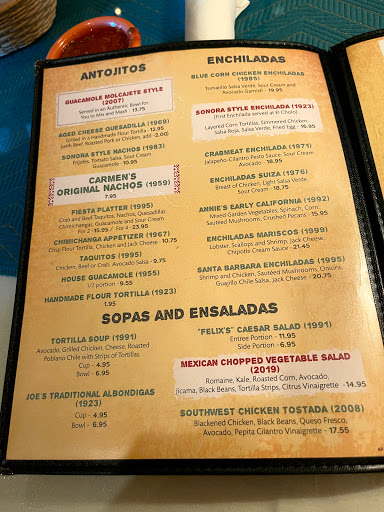 ANTOJITOS
GUACAMOLE MOLCAJETE STYLE
(2007)
Served in an Authentic Bowl for
You to Mix and Mash - 13.75
AGED CHEESE QUESADILLA (1969)
Grilled in a Handmade Flour Tortilla - 12.95
(with Beef, Roasted Pork or Chicken, add -2.00)
SONORA STYLE NACHOS (1983)
Frijoles, Tomato Salsa, Sour Cream
Guacamole - 10.95
CARMEN'S
ORIGINAL NACHOS (1959)
7.95
FIESTA PLATTER (1995)
Crab and Beef Taquitos, Nachos, Quesadillas
Chimichangas, Guacamole and Sour Cream.
For 2 - 15.95 / For 4 - 23.95
CHIMICHANGA APPETIZER (1967)
Crisp Flour Tortilla, Chicken and Jack Cheese - 10.75
TAQUITOS (1995)
Chicken, Beef or Crab. Avocado Salsa - 9.75
HOUSE GUACAMOLE (1955)
1/2 portion - 9.55
HANDMADE FLOUR TORTILLA (1923)
1.95
ENCHILADAS
BLUE CORN CHICKEN ENCHILADAS
(1985)
Tomatillo Salsa Verde, Sour Cream and
Avocado Garnish - 18.95
SONORA STYLE ENCHILADA (1923)
(First Enchilada served at El Cholo)
Layered Corn Tortillas, Simmered Chicken,
Salsa Roja, Salsa Verde, Fried Egg - 16.95
CRABMEAT ENCHILADA (1971)
Jalapeño-Cilantro Pesto Sauce, Sour Cream
Avocado - 18.95
ENCHILADAS SUIZA (1976)
Breast of Chicken, Light Salsa Verde,
Sour Cream - 18.75
ANNIE'S EARLY CALIFORNIA (1992)
Mixed Garden Vegetables, Spinach, Corn,
Sautéed Mushrooms, Crushed Pecans - 15.95
ENCHILADAS MARISCOS (1999)
Lobster, Scallops and Shrimp, Jack Cheese,
Chipotle Cream Sauce - 21.45
SANTA BARBARA ENCHILADAS (1995)
Shrimp and Chicken, Sautéed Mushrooms, Onions,
Guajillo Chile Salsa, Jack Cheese - 20.75
SOPAS AND ENSALADAS
TORTILLA SOUP (1991)
Avocado, Grilled Chicken, Cheese, Roasted
Poblano Chile with Strips of Tortillas
Cup - 4.95
Bowl - 6.95
JOE'S TRADITIONAL ALBONDIGAS
(1923)
Cup - 4.95
Bowl - 6.95
"FELIX'S" CAESAR SALAD (1991)
Entree Portion - 11.95
Side Portion - 6.95
MEXICAN CHOPPED VEGETABLE SALAD
(2019)
Romaine, Kale, Roasted Corn, Avocado,
Jicama, Black Beans, Tortilla Strips, Citrus Vinaigrette -14.95
SOUTHWEST CHICKEN TOSTADA (2008)
Blackened Chicken, Black Beans, Queso Fresco,
Avocado, Pepita Cilantro Vinaigrette - 17.55